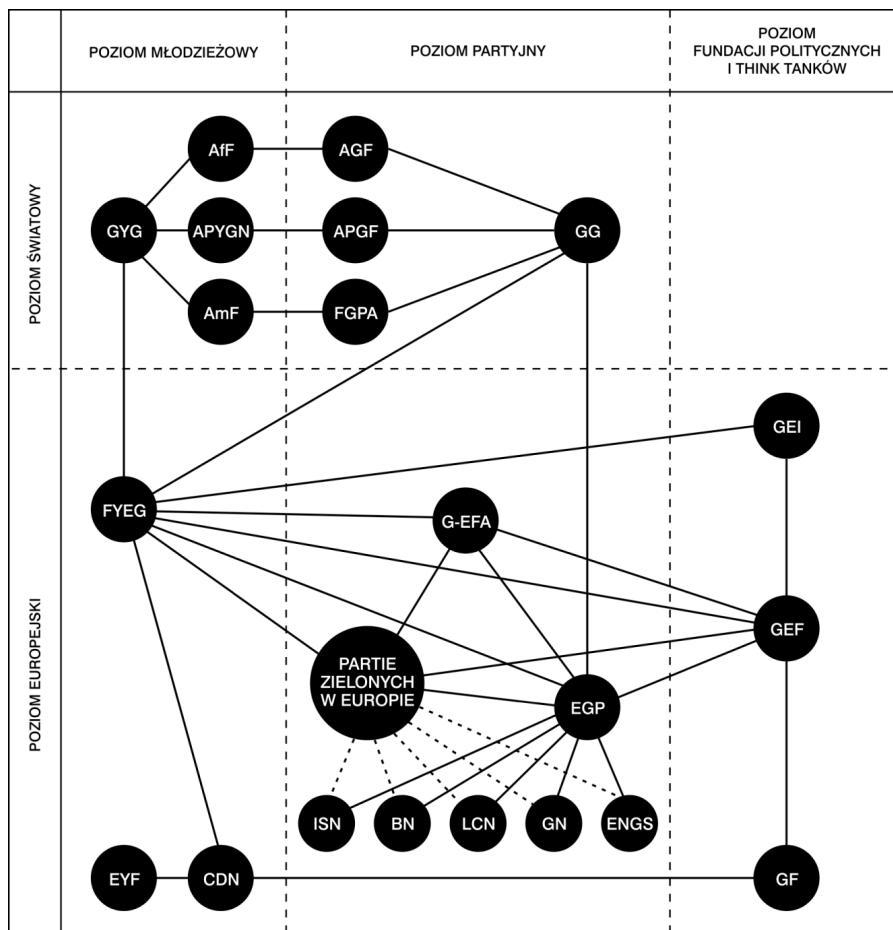 POZIOM MŁODZIEŻOWY
POZIOM PARTYJNY
POZIOM
FUNDACJI POLITYCZNYCH
I THINK TANKÓW
POZIOM ŚWIATOWY
AfF
AGF
GYG
APYGN
APGF
GG
AmF
FGPA
POZIOM EUROPEJSKI
GEI
FYEG
G-EFA
GEF
PARTIE
ZIELONYCH
W EUROPIE
EGP
ISN
BN
LCN
GN
ENGS
EYF
CDN
GF